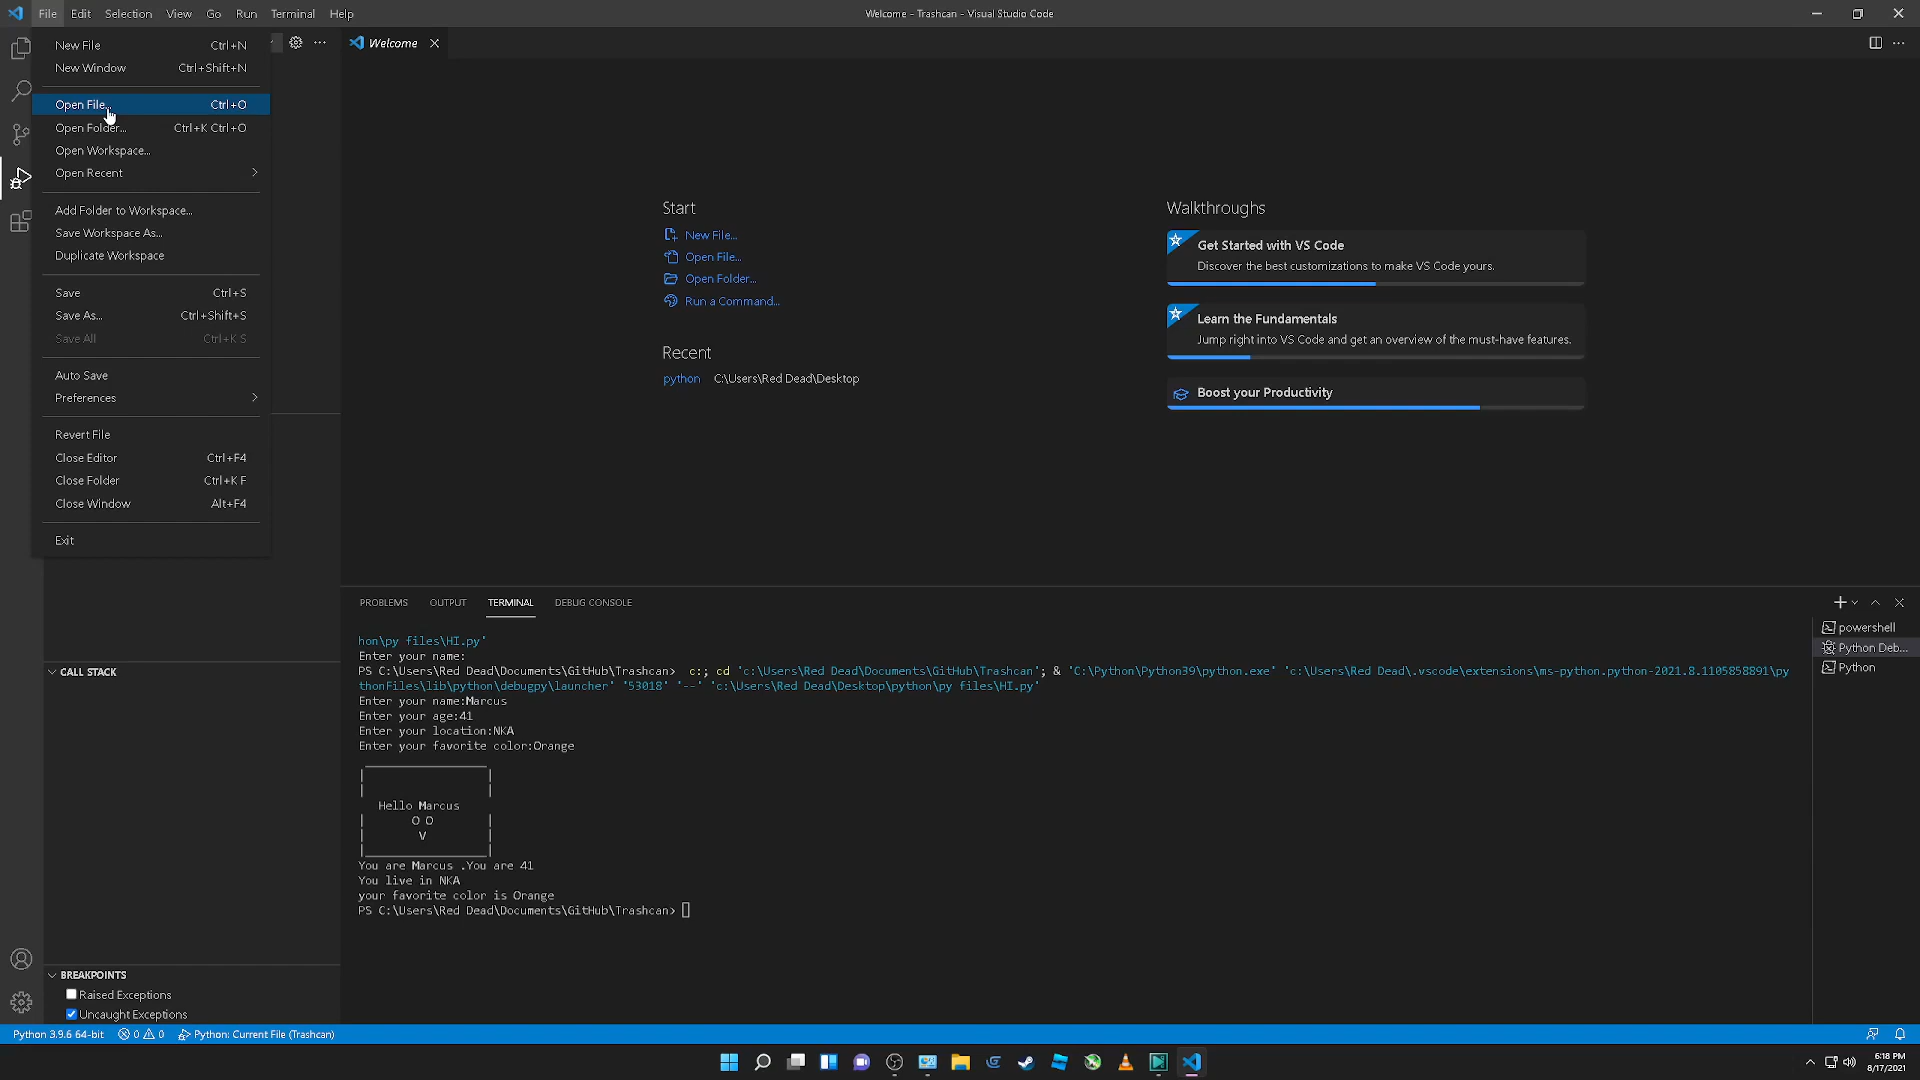 File Edit Selection View Go Run Terminal Help
Welcome - Trashcan - Visual Studio Code
Welcome
New File Ctrl+N
New Window Ctrl+Shift+N
Open File... Ctrl+O
Open Folder... Ctrl+K Ctrl+O
Open Workspace...
Open Recent
Add Folder to Workspace...
Save Workspace As...
Duplicate Workspace
Save Ctrl+S
Save As... Ctrl+Shift+S
Save All Ctrl+K S
Auto Save
Preferences
Revert File
Close Editor Ctrl+F4
Close Folder Ctrl+K F
Close Window Alt+F4
Exit
Start
New File...
Open File...
Open Folder...
Run a Command...
Recent
python C:\Users\Red Dead\Desktop
Walkthroughs
Get Started with VS Code
Discover the best customizations to make VS Code yours.
Learn the Fundamentals
Jump right into VS Code and get an overview of the must-have features.
Boost your Productivity
PROBLEMS OUTPUT TERMINAL DEBUG CONSOLE
hon\py files\HI.py'
Enter your name:
PS C:\Users\Red Dead\Documents\GitHub\Trashcan>  c:; cd 'c:\Users\Red Dead\Documents\GitHub\Trashcan'; & 'C:\Python\Python39\python.exe' 'c:\Users\Red Dead\.vscode\extensions\ms-python.python-2021.8.1105858891\py
thonFiles\lib\python\debugpy\launcher' '53018' '--' 'c:\Users\Red Dead\Desktop\python\py files\HI.py'
Enter your name:Marcus
Enter your age:41
Enter your location:NKA
Enter your favorite color:Orange
Hello Marcus
O O
V
You are Marcus .You are 41
You live in NKA
your favorite color is Orange
PS C:\Users\Red Dead\Documents\GitHub\Trashcan>
powershell
Python Deb...
Python
CALL STACK
BREAKPOINTS
Raised Exceptions
Uncaught Exceptions
Python 3.9.6 64-bit 0 0 Python: Current File (Trashcan)
6:18 PM
8/17/2021